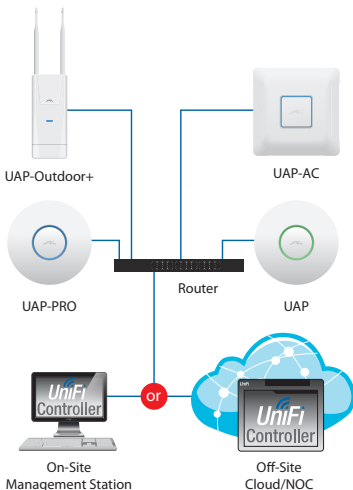 UAP-Outdoor+
UAP-AC
UAP-PRO
Router
UAP
UniFi
Controller
or
UniFi
UniFi
Controller
On-Site
Management Station
Off-Site
Cloud/NOC